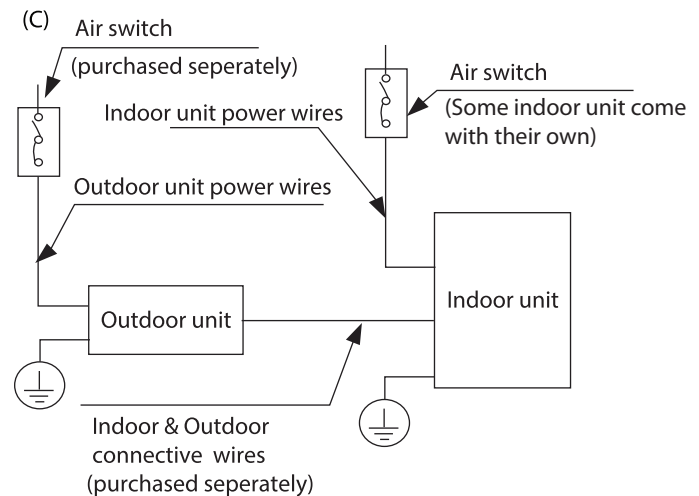 (C)
Air switch
(purchased seperately)
Air switch
(Some indoor unit come
with their own)
Indoor unit power wires
Outdoor unit power wires
Outdoor unit
Indoor unit
Indoor & Outdoor
connective wires
(purchased seperately)